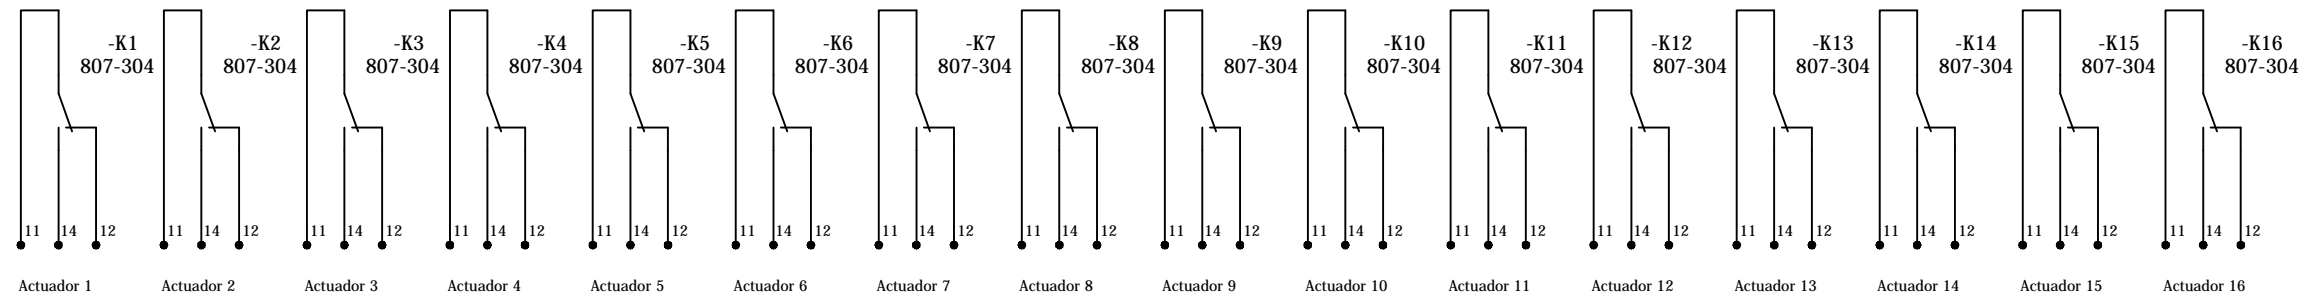 -K1 -K2 -K3 -K4 -K5 -K6 -K7 -K8 -K9 -K10 -K11 -K12 -K13 -K14 -K15 -K16
807-304 807-304 807-304 807-304 807-304 807-304 807-304 807-304 807-304 807-304 807-304 807-304 807-304 807-304 807-304 807-304
11 14 12 11 14 12 11 14 12 11 14 12 11 14 12 11 14 12 11 14 12 11 14 12 11 14 12 11 14 12 11 14 12 11 14 12 11 14 12 11 14 12 11 14 12 11 14 12
Actuador 1 Actuador 2 Actuador 3 Actuador 4 Actuador 5 Actuador 6 Actuador 7 Actuador 8 Actuador 9 Actuador 10 Actuador 11 Actuador 12 Actuador 13 Actuador 14 Actuador 15 Actuador 16